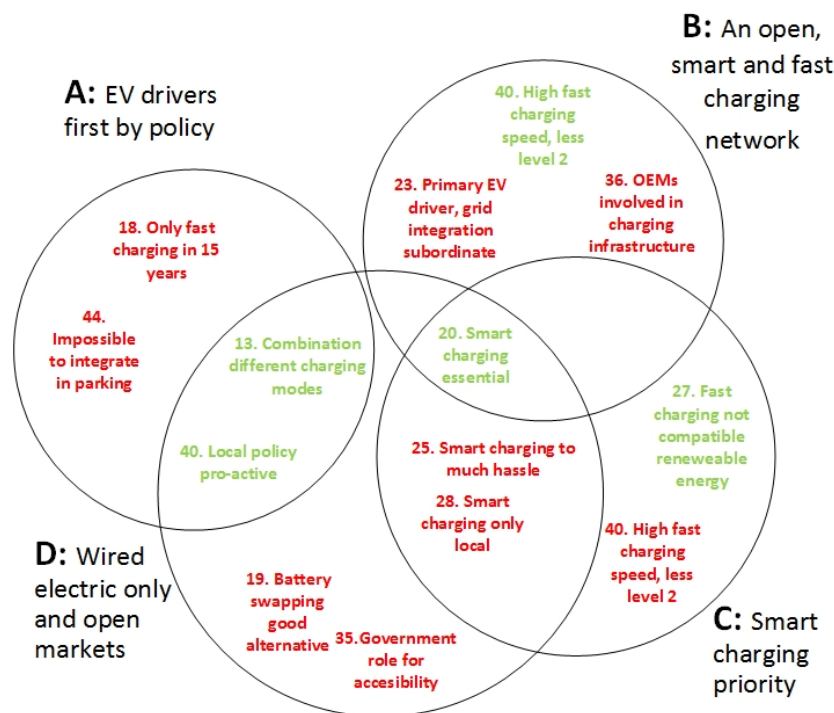 B: An open,
smart and fast
charging
network
A: EV drivers
first by policy
40. High fast
charging
speed, less
level 2
23. Primary EV
driver, grid
integration
subordinate
36. OEMs
involved in
charging
infrastructure
18. Only fast
charging in 15
years
44.
Impossible
to integrate
in parking
13. Combination
different charging
modes
20. Smart
charging
essential
40. Local policy
pro-active
27. Fast
charging not
compatible
reneweable
energy
25. Smart charging to
much hassle
28. Smart
charging only
local
40. High fast
charging
speed, less
level 2
D: Wired
electric only
and open
markets
19. Battery
swapping
good
alternative
35.Government
role for
accesibility
C: Smart
charging
priority